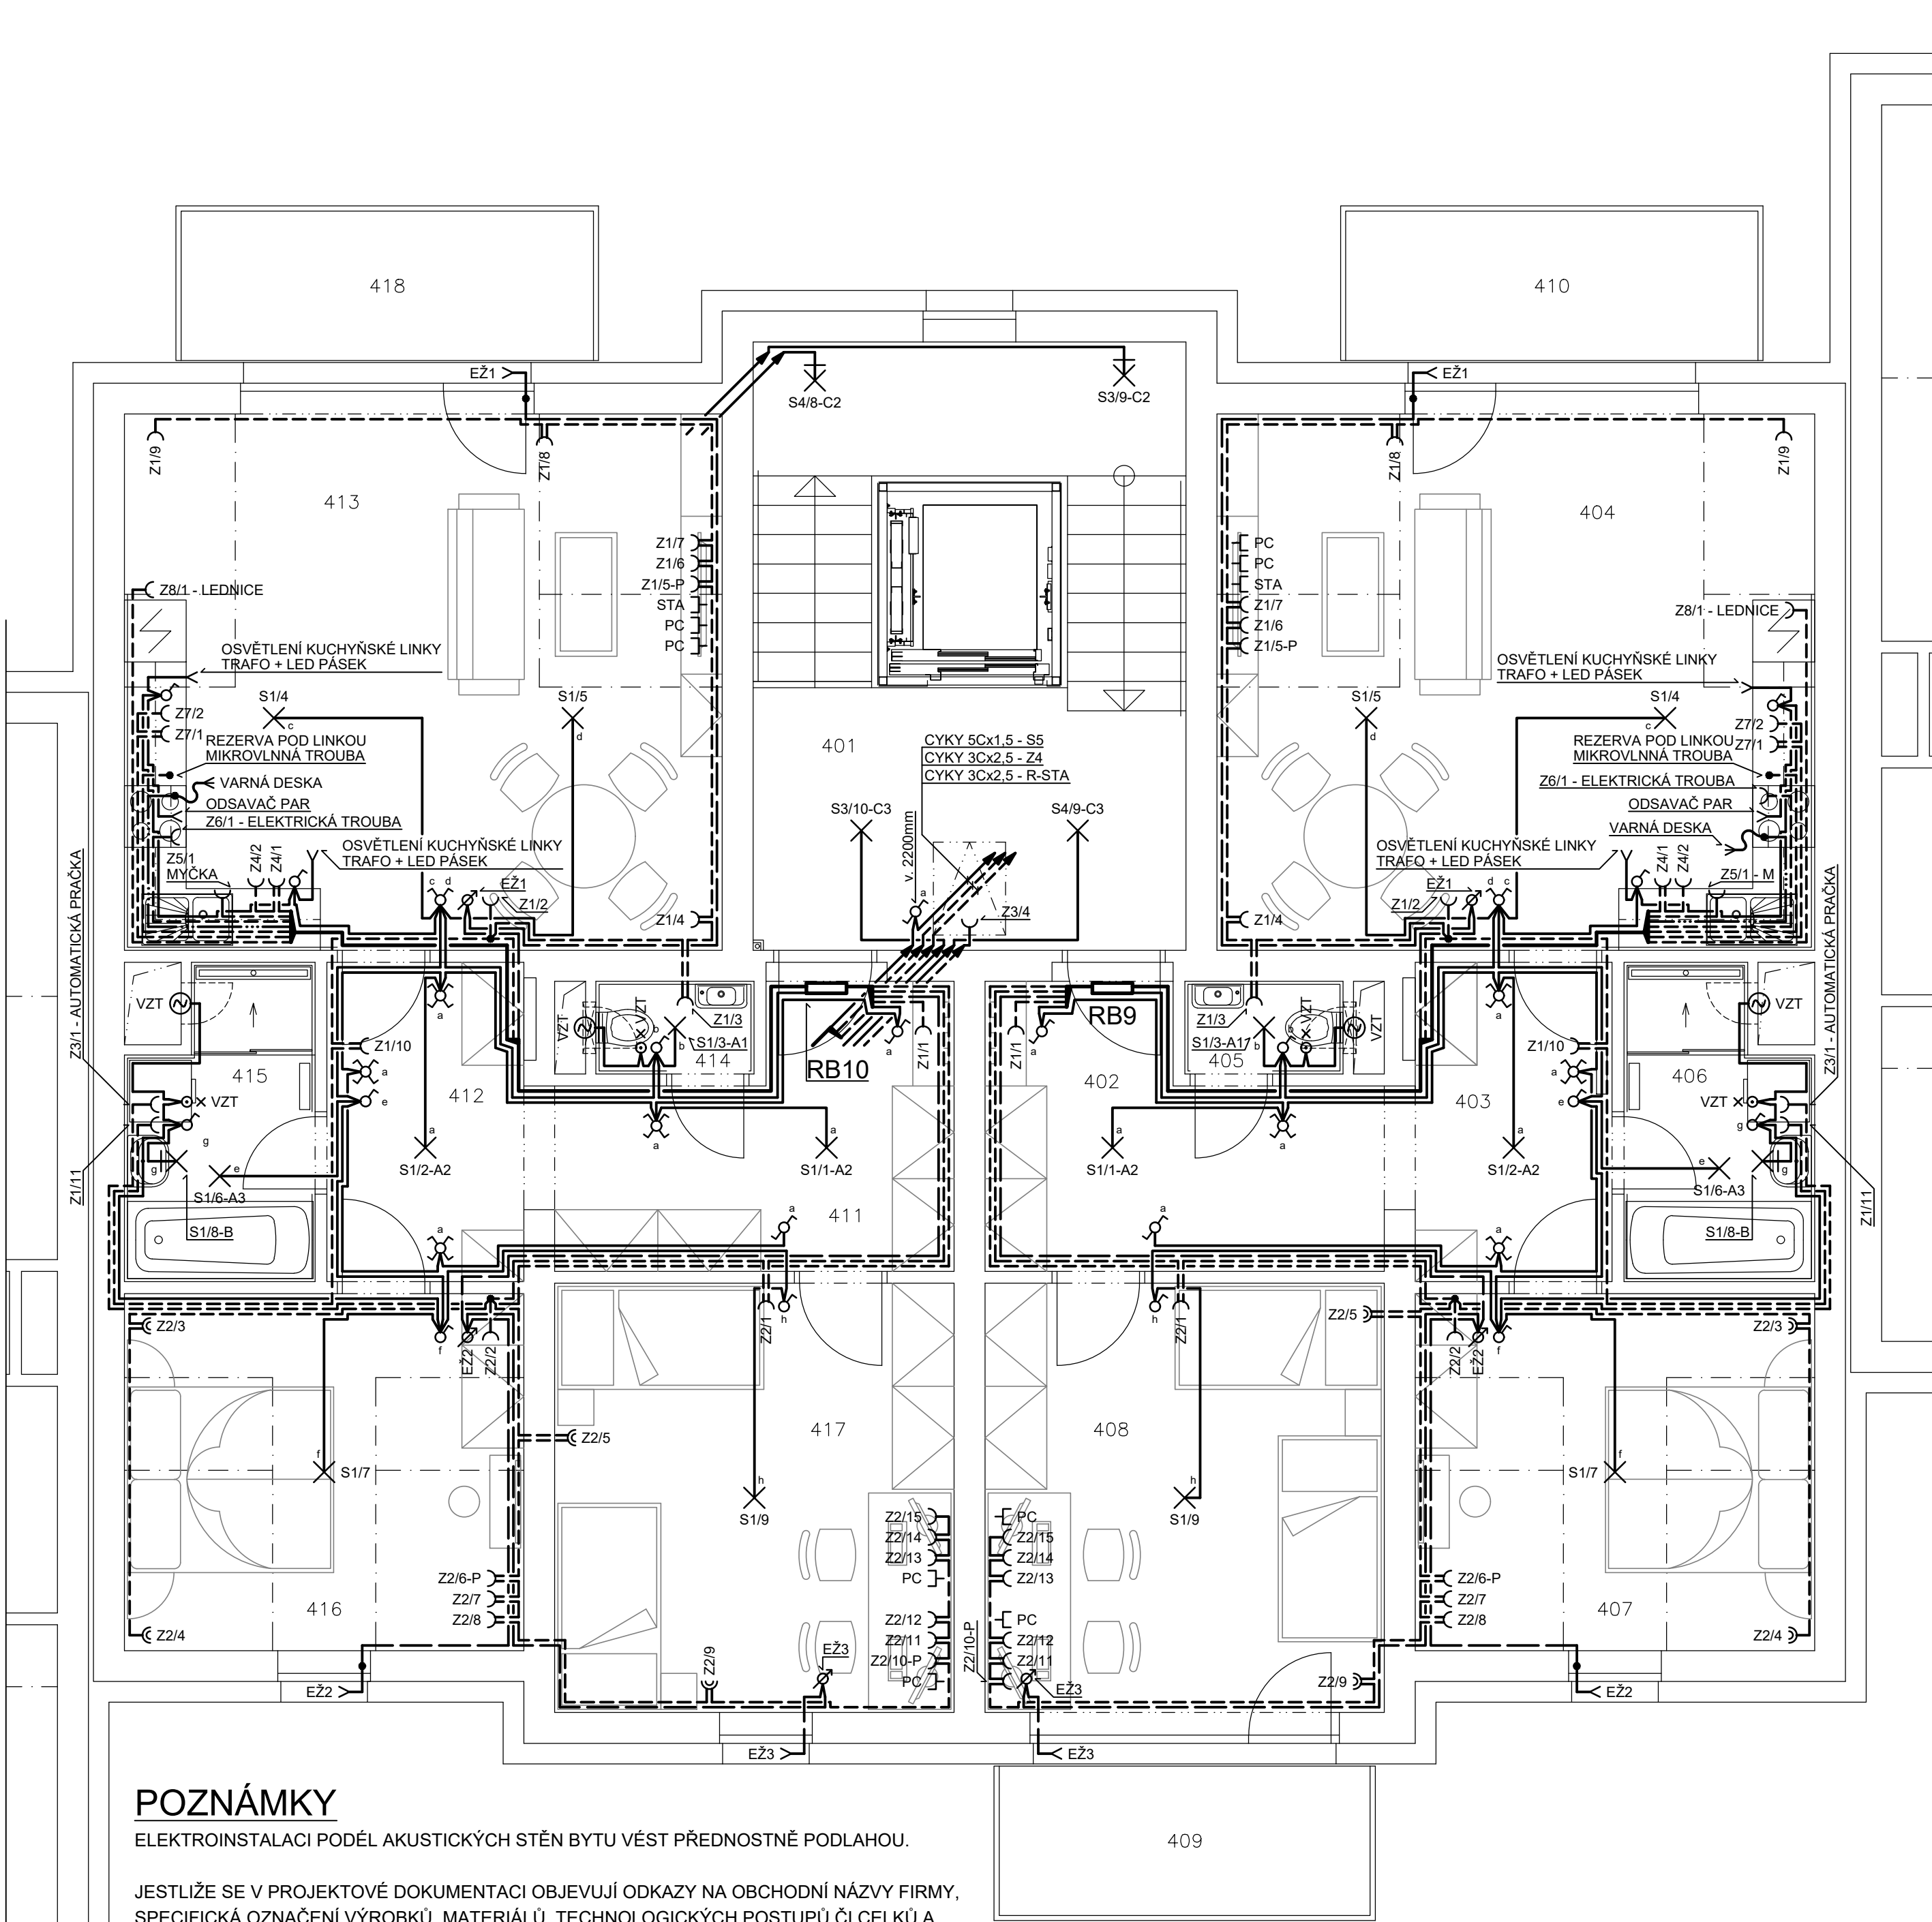 418
410
EŽ1
EŽ1
S4/8-C2
S3/9-C2
Z1/9
Z1/8
Z1/8
Z1/9
413
404
Z1/7
Z1/6
Z1/5-P
STA
PC
PC
PC
PC
STA
Z1/7
Z1/6
Z1/5-P
Z8/1 - LEDNICE
Z8/1 - LEDNICE
OSVĚTLENÍ KUCHYŇSKÉ LINKY
TRAFO + LED PÁSEK
OSVĚTLENÍ KUCHYŇSKÉ LINKY
TRAFO + LED PÁSEK
S1/4
c
S1/5
d
S1/5
d
S1/4
c
Z7/2
Z7/1
Z7/2
Z7/1
REZERVA POD LINKOU
MIKROVLNNÁ TROUBA
REZERVA POD LINKOU
MIKROVLNNÁ TROUBA
401
CYKY 5Cx1,5 - S5
CYKY 3Cx2,5 - Z4
CYKY 3Cx2,5 - R-STA
VARNÁ DESKA
ODSAVAČ PAR
Z6/1 - ELEKTRICKÁ TROUBA
Z6/1 - ELEKTRICKÁ TROUBA
ODSAVAČ PAR
VARNÁ DESKA
S3/10-C3
S4/9-C3
v. 2200mm
OSVĚTLENÍ KUCHYŇSKÉ LINKY
TRAFO + LED PÁSEK
OSVĚTLENÍ KUCHYŇSKÉ LINKY
TRAFO + LED PÁSEK
Z5/1
MYČKA
Z4/2
Z4/1
Z4/1
Z4/2
Z5/1 - M
c
d
EŽ1
Z1/2
Z1/4
a
Z3/4
Z1/4
Z1/2
EŽ1
d
c
Z3/1 - AUTOMATICKÁ PRAČKA
Z3/1 - AUTOMATICKÁ PRAČKA
VZT
a
VZT
VZT
b
b
Z1/3
S1/3-A1
414
RB10
a
Z1/1
Z1/1
a
RB9
Z1/3
S1/3-A1
405
b
b
VZT
VZT
a
VZT
Z1/10
a
e
415
412
402
403
Z1/10
a
e
406
VZT
g
VZT
g
Z1/11
Z1/11
g
e
S1/6-A3
S1/8-B
a
S1/2-A2
a
a
S1/1-A2
a
S1/1-A2
a
a
S1/2-A2
e
S1/6-A3
g
S1/8-B
411
a
a
a
a
Z2/3
f
EŽ2
Z2/2
Z2/1
h
h
Z2/1
Z2/5
Z2/2
EŽ2
f
Z2/3
417
408
Z2/5
f
S1/7
h
S1/9
h
S1/9
f
S1/7
Z2/15
Z2/14
Z2/13
PC
Z2/12
Z2/11
Z2/10-P
PC
PC
Z2/15
Z2/14
Z2/13
PC
Z2/12
Z2/11
Z2/10-P
Z2/6-P
Z2/7
Z2/8
Z2/6-P
Z2/7
Z2/8
416
407
Z2/4
Z2/4
Z2/9
EŽ3
EŽ3
Z2/9
EŽ2
EŽ2
EŽ3
EŽ3
409
POZNÁMKY
ELEKTROINSTALACI PODÉL AKUSTICKÝCH STĚN BYTU VÉST PŘEDNOSTNĚ PODLAHOU.
JESTLIŽE SE V PROJEKTOVÉ DOKUMENTACI OBJEVUJÍ ODKAZY NA OBCHODNÍ NÁZVY FIRMY,
SPECIFICKÁ OZNAČENÍ VÝROBKŮ, MATERIÁLŮ, TECHNOLOGICKÝCH POSTUPŮ ČI CELKŮ A